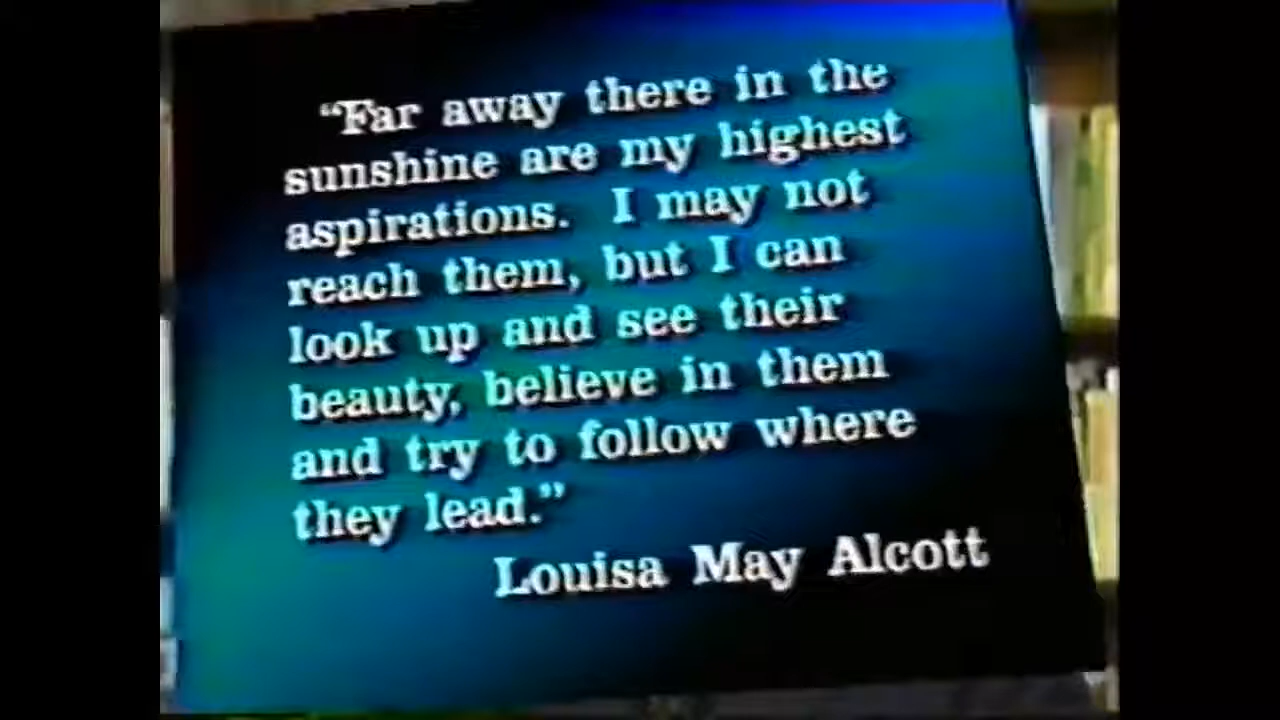 “Far away there in the
sunshine are my highest
aspirations. I may not
reach them, but I can
look up and see their
beauty, believe in them
and try to follow where
they lead.”
Louisa May Alcott